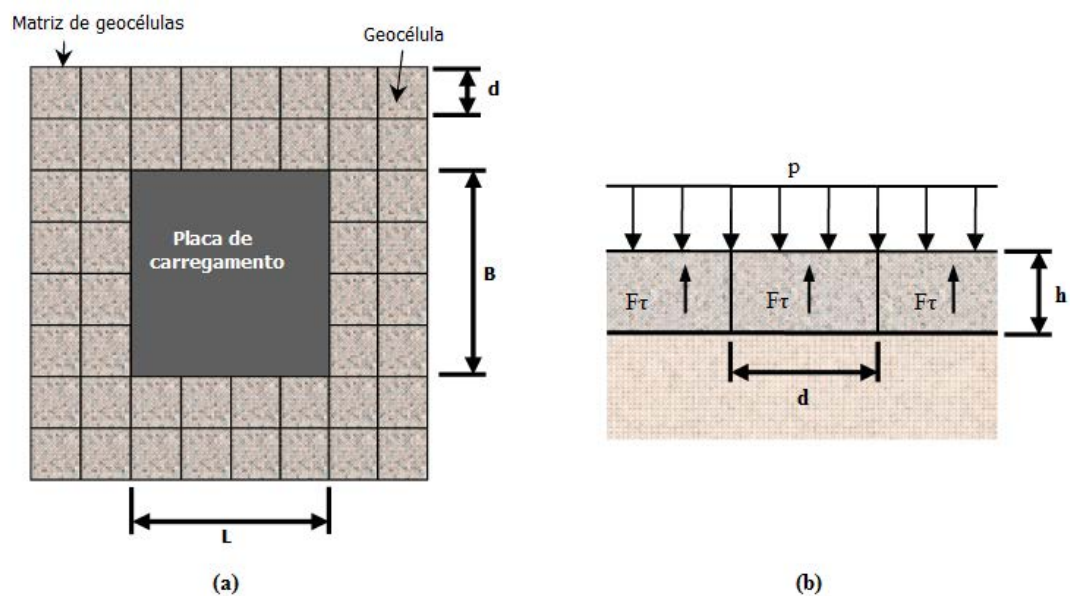 Matriz de geocélulas
Geocélula
d
Placa de
carregamento
B
L
(a)
p
Fτ
Fτ
Fτ
h
d
(b)